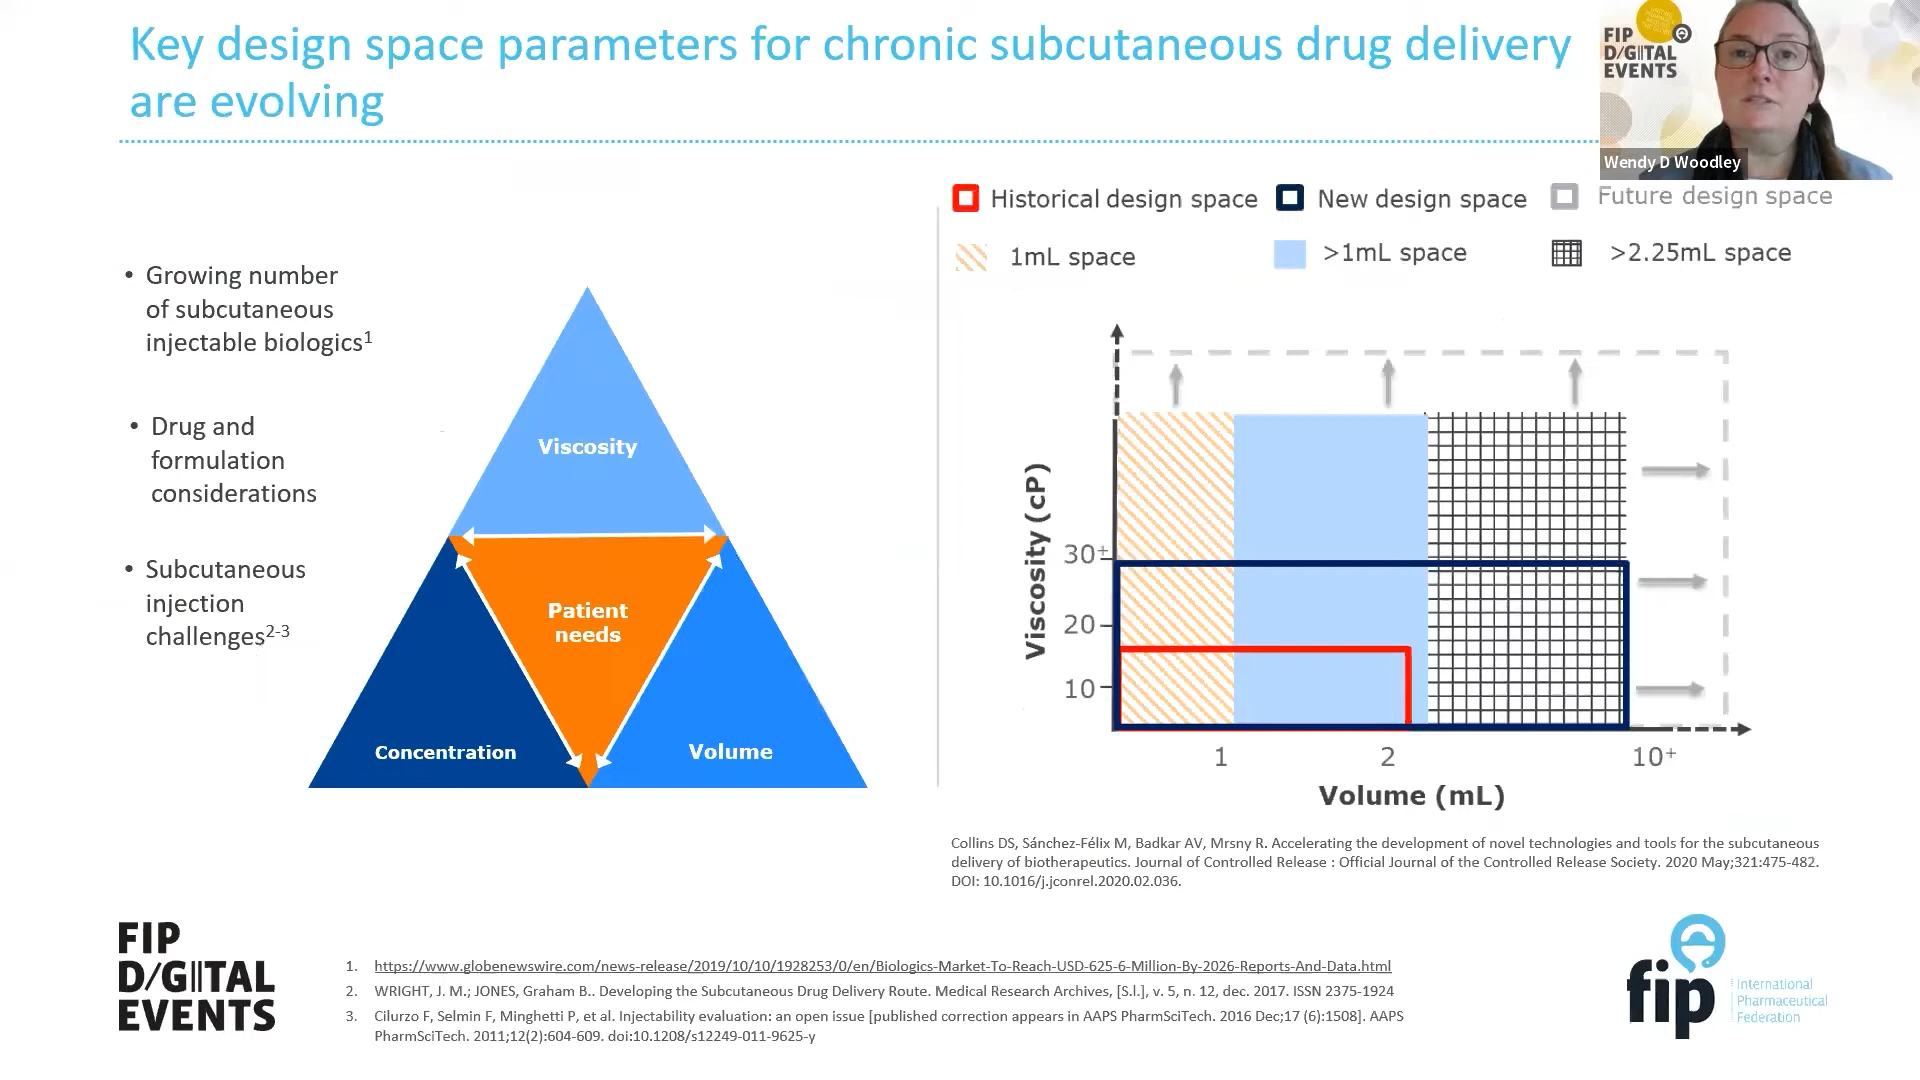 Key design space parameters for chronic subcutaneous drug delivery
are evolving
FIP
D/GITAL
EVENTS
Wendy D Woodley
• Growing number
of subcutaneous
injectable biologics1
• Drug and
formulation
considerations
• Subcutaneous
injection
challenges2-3
Viscosity
Patient
needs
Concentration
Volume
Historical design space
New design space
Future design space
1mL space
>1mL space
>2.25mL space
Viscosity (cP)
30+
20
10
1
2
10+
Volume (mL)
Collins DS, Sánchez-Félix M, Badkar AV, Mrsny R. Accelerating the development of novel technologies and tools for the subcutaneous
delivery of biotherapeutics. Journal of Controlled Release : Official Journal of the Controlled Release Society. 2020 May;321:475-482.
DOI: 10.1016/j.jconrel.2020.02.036.
FIP
D/GITAL
EVENTS
1. https://www.globenewswire.com/news-release/2019/10/10/1928253/0/en/Biologics-Market-To-Reach-USD-625-6-Million-By-2026-Reports-And-Data.html
2. WRIGHT, J. M.; JONES, Graham B.. Developing the Subcutaneous Drug Delivery Route. Medical Research Archives, [S.l.], v. 5, n. 12, dec. 2017. ISSN 2375-1924
3. Cilurzo F, Selmin F, Minghetti P, et al. Injectability evaluation: an open issue [published correction appears in AAPS PharmSciTech. 2016 Dec;17 (6):1508]. AAPS
PharmSciTech. 2011;12(2):604-609. doi:10.1208/s12249-011-9625-y
fip
International
Pharmaceutical
Federation